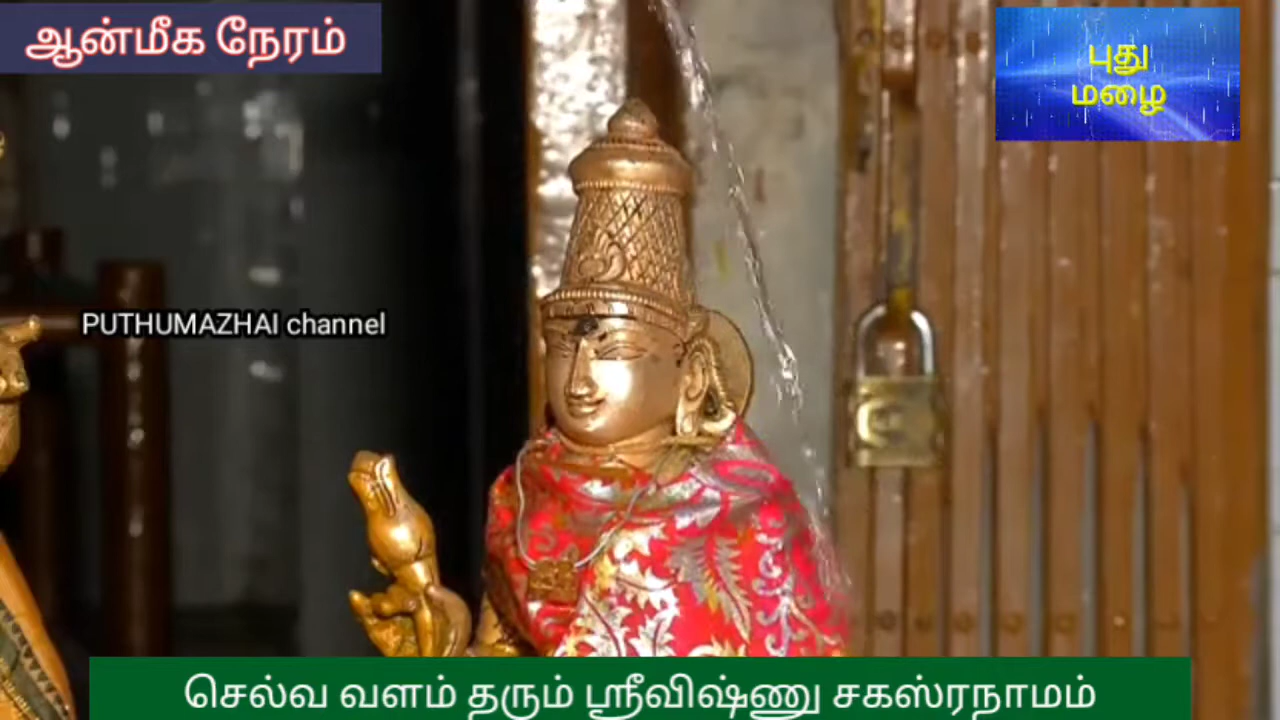 ஆன்மீக நேரம்
புது
மழை
PUTHUMAZHAI channel
செல்வ வளம் தரும் ஸ்ரீவிஷ்ணு சகஸ்ரநாமம்